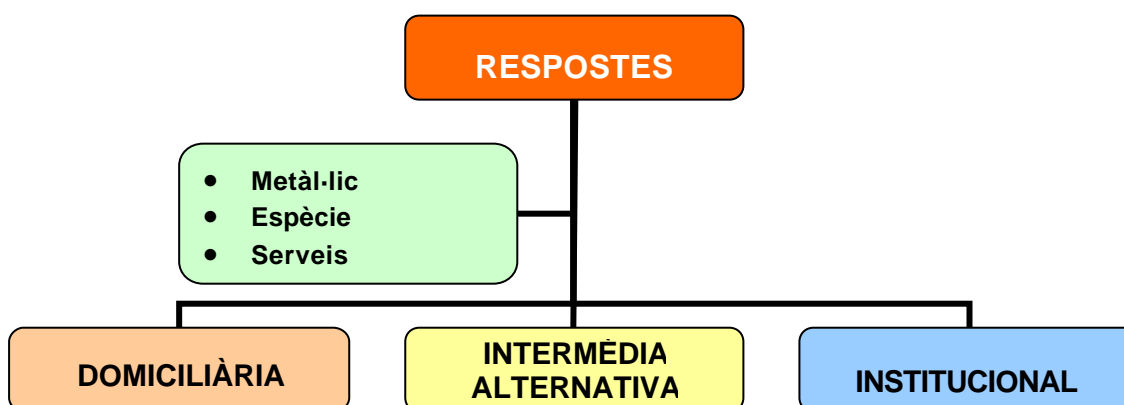 RESPOSTES
• Metàl·lic
• Espècie
• Serveis
DOMICILIÀRIA
INTERMÈDIA
ALTERNATIVA
INSTITUCIONAL